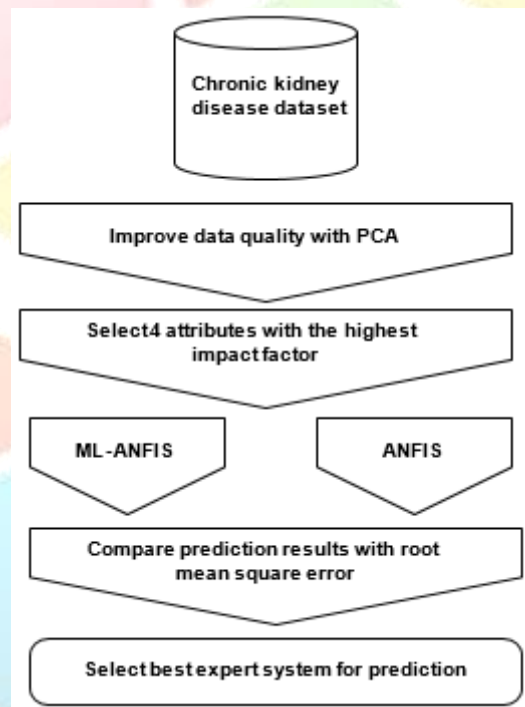 Chronic kidney
disease dataset
Improve data quality with PCA
Select4 attributes with the highest
impact factor
ML-ANFIS
ANFIS
Compare prediction results with root
mean square error
Select best expert system for prediction